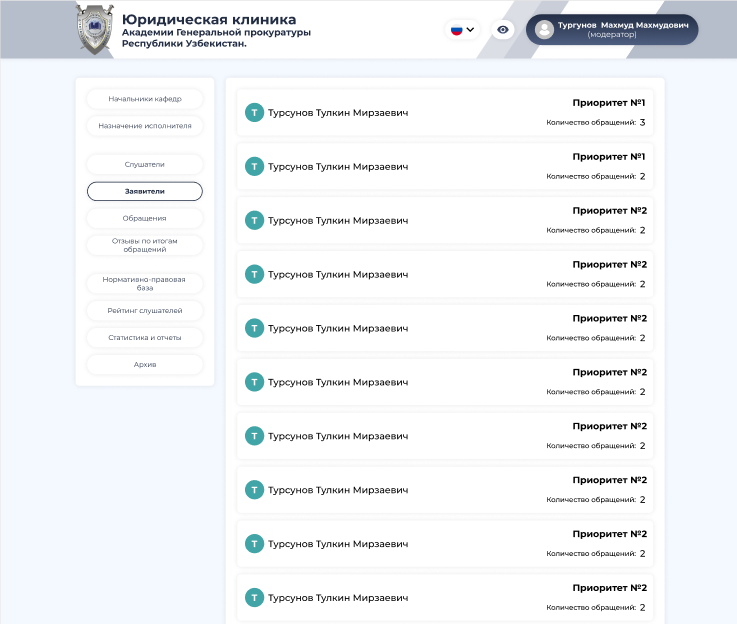 Юридическая клиника
Академии Генеральной прокуратуры
Республики Узбекистан.
Тургунов Махмуд Махмудович
(модератор)
Начальники кафедр
Назначение исполнителя
Слушатели
Заявители
Обращения
Отзывы по итогам
обращений
Нормативно-правовая
база
Рейтинг слушателей
Статистика и отчеты
Архив
Т Турсунов Тулкин Мирзаевич
Приоритет №1
Количество обращений: 3
Т Турсунов Тулкин Мирзаевич
Приоритет №1
Количество обращений: 2
Т Турсунов Тулкин Мирзаевич
Приоритет №2
Количество обращений: 2
Т Турсунов Тулкин Мирзаевич
Приоритет №2
Количество обращений: 2
Т Турсунов Тулкин Мирзаевич
Приоритет №2
Количество обращений: 2
Т Турсунов Тулкин Мирзаевич
Приоритет №2
Количество обращений: 2
Т Турсунов Тулкин Мирзаевич
Приоритет №2
Количество обращений: 2
Т Турсунов Тулкин Мирзаевич
Приоритет №2
Количество обращений: 2
Т Турсунов Тулкин Мирзаевич
Приоритет №2
Количество обращений: 2
Т Турсунов Тулкин Мирзаевич
Приоритет №2
Количество обращений: 2